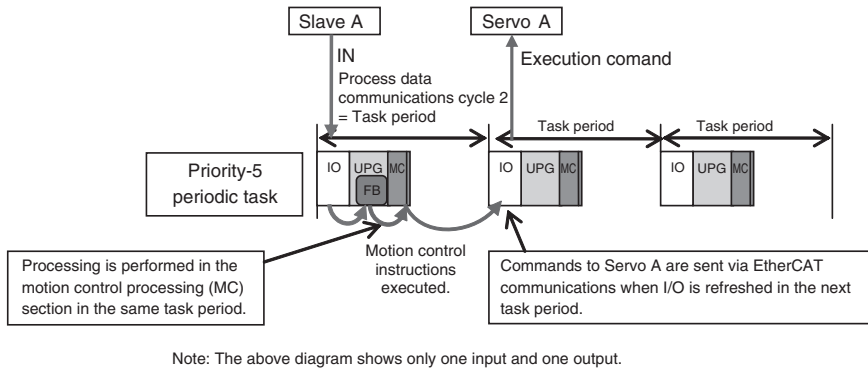 Slave A
Servo A
IN
Execution comand
Process data
communications cycle 2
= Task period
Task period
Task period
Priority-5
periodic task
IO
UPG
MC
FB
IO
UPG
MC
IO
UPG
MC
Processing is performed in the
motion control processing (MC)
section in the same task period.
Motion control
instructions
executed.
Commands to Servo A are sent via EtherCAT
communications when I/O is refreshed in the next
task period.
Note: The above diagram shows only one input and one output.